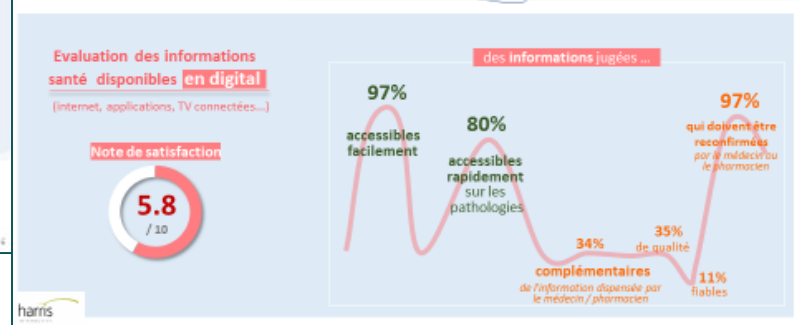 Evaluation des informations
santé disponibles en digital
(internet, applications, TV connectées...)
Note de satisfaction
5.8
/ 10
des informations jugées ...
97%
accessibles
facilement
80%
accessibles
rapidement
sur les
pathologies
34%
complémentaires
de l'information dispensée par
le médecin / pharmacien
35%
de qualité
11%
fiables
97%
qui doivent être
reconfirmées
par le médecin ou
le pharmacien
harris